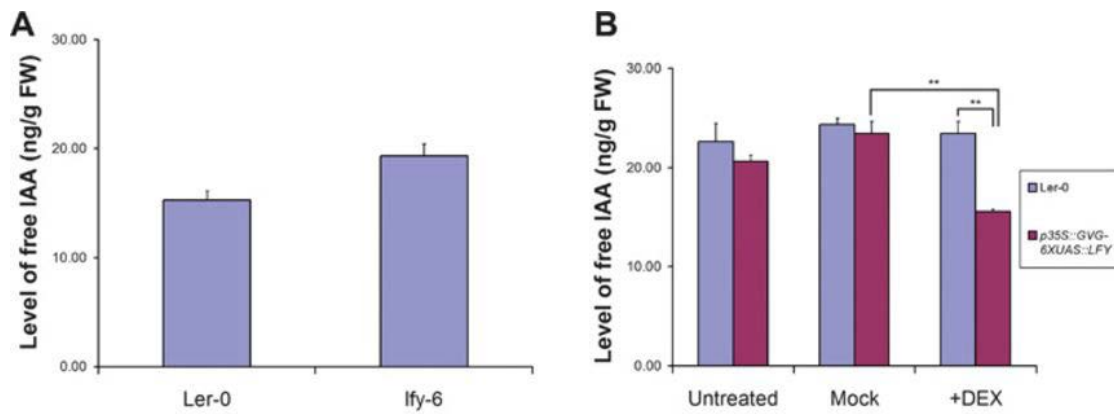 A
Level of free IAA (ng/g FW)
30.00
20.00
10.00
0.00
Ler-0
lfy-6
B
Level of free IAA (ng/g FW)
30.00
20.00
10.00
0.00
**
**
Untreated
Mock
+DEX
Ler-0
p35S::GVG-
6XUAS::LFY